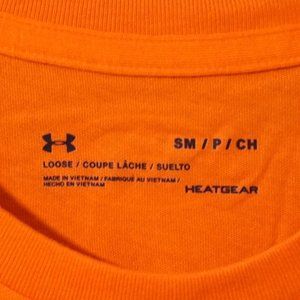 SM / P / CH
LOOSE / COUPE LÂCHE / SUELTO
MADE IN VIETNAM / FABRIQUÉ AU VIETNAM /
HECHO EN VIETNAM
HEATGEAR